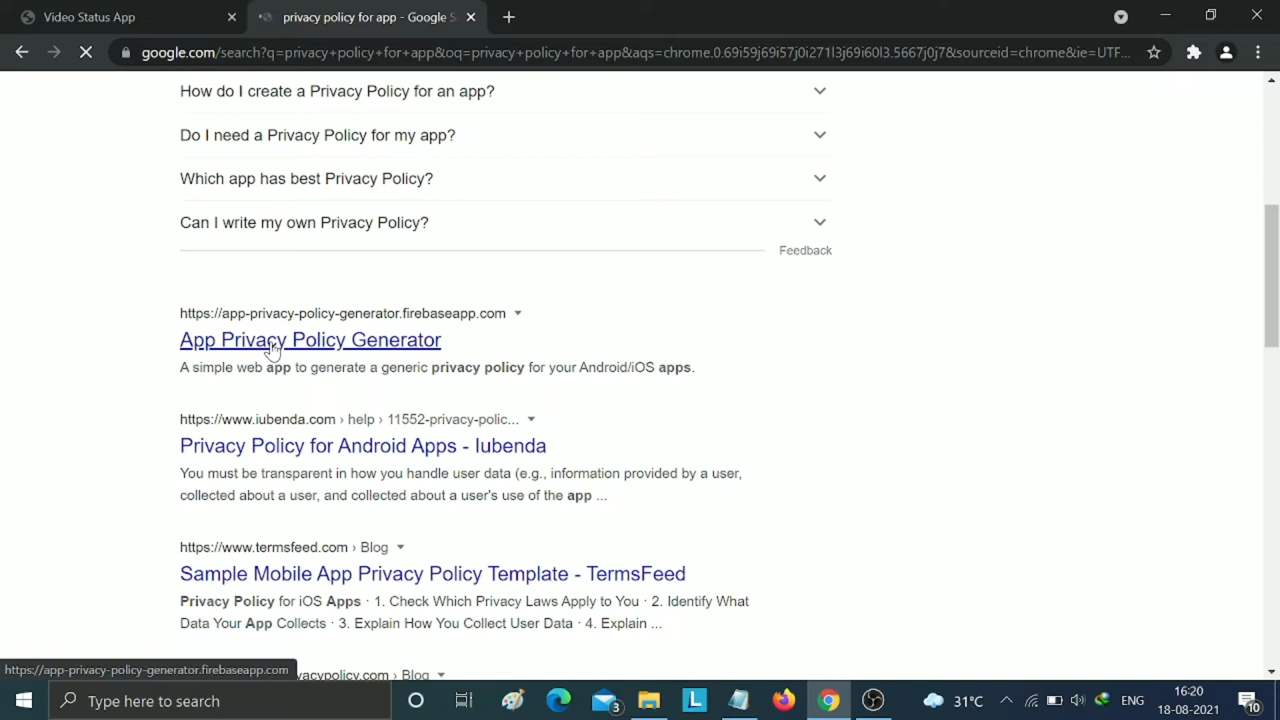 Video Status App
privacy policy for app - Google S
google.com/search?q=privacy+policy+for+app&oq=privacy+policy+for+app&aqs=chrome.0.69i59j69i57j0i271l3j69i60l3.5667j0j7&sourceid=chrome&ie=UTF...
How do I create a Privacy Policy for an app?
Do I need a Privacy Policy for my app?
Which app has best Privacy Policy?
Can I write my own Privacy Policy?
Feedback
https://app-privacy-policy-generator.firebaseapp.com
App Privacy Policy Generator
A simple web app to generate a generic privacy policy for your Android/iOS apps.
https://www.iubenda.com › help › 11552-privacy-polic...
Privacy Policy for Android Apps - Iubenda
You must be transparent in how you handle user data (e.g., information provided by a user,
collected about a user, and collected about a user's use of the app ...
https://www.termsfeed.com › Blog
Sample Mobile App Privacy Policy Template - TermsFeed
Privacy Policy for iOS Apps · 1. Check Which Privacy Laws Apply to You · 2. Identify What
Data Your App Collects · 3. Explain How You Collect User Data · 4. Explain ...
https://app-privacy-policy-generator.firebaseapp.com
vacypolicy.com › Blog
Type here to search
3
L
31°C
ENG
16:20
18-08-2021
10